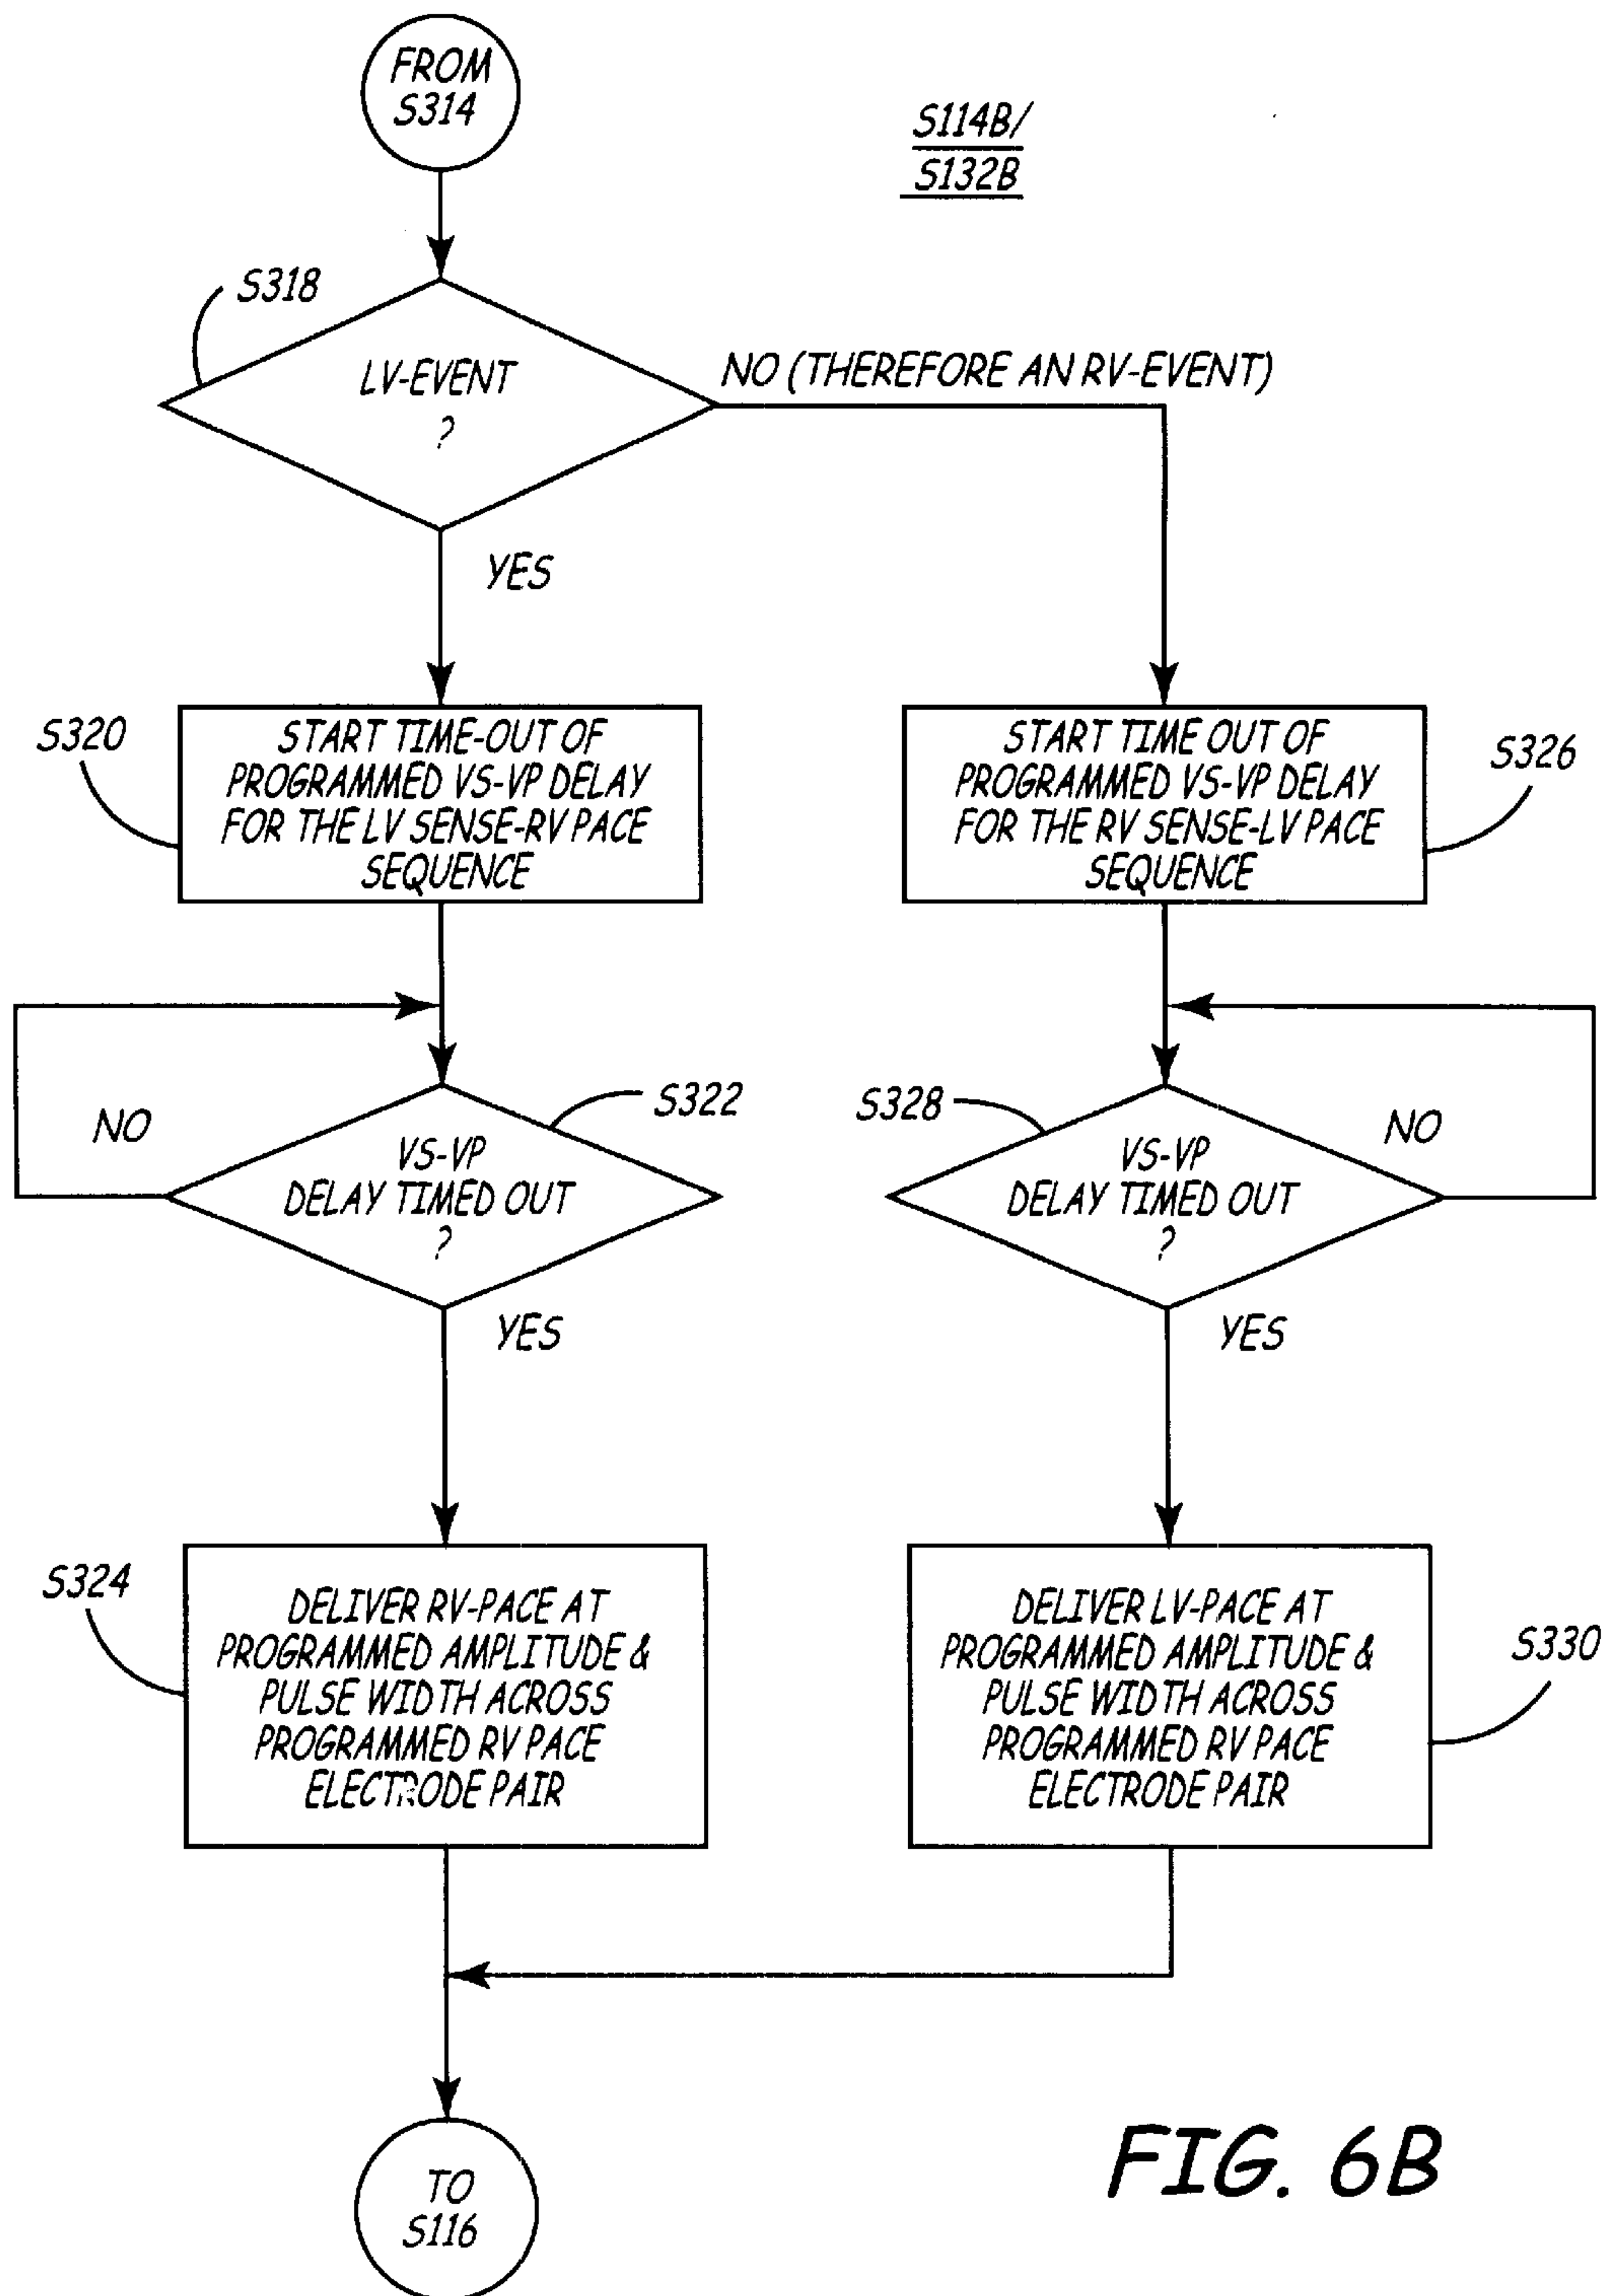 FROM
S314
S114B/
S132B
S318
LV-EVENT
?
NO (THEREFORE AN RV-EVENT)
YES
S320
START TIME-OUT OF
PROGRAMMED VS-VP DELAY
FOR THE LV SENSE-RV PACE
SEQUENCE
START TIME OUT OF
PROGRAMMED VS-VP DELAY
FOR THE RV SENSE-LV PACE
SEQUENCE
S326
NO
VS-VP
DELAY TIMED OUT
?
S322
S328
VS-VP
DELAY TIMED OUT
?
NO
YES
YES
S324
DELIVER RV-PACE AT
PROGRAMMED AMPLITUDE &
PULSE WIDTH ACROSS
PROGRAMMED RV PACE
ELECTRODE PAIR
DELIVER LV-PACE AT
PROGRAMMED AMPLITUDE &
PULSE WIDTH ACROSS
PROGRAMMED RV PACE
ELECTRODE PAIR
S330
TO
S116
FIG. 6B